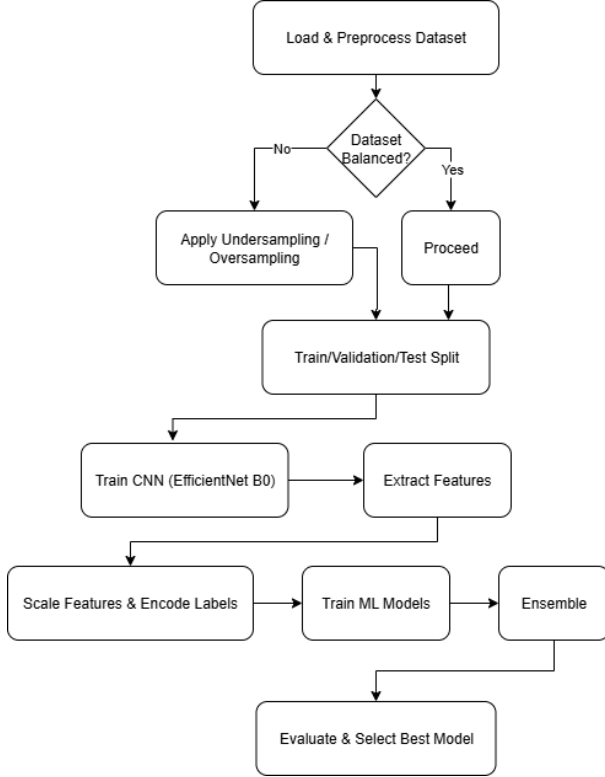 Load & Preprocess Dataset
Dataset
Balanced?
No
Yes
Apply Undersampling /
Oversampling
Proceed
Train/Validation/Test Split
Train CNN (EfficientNet B0)
Extract Features
Scale Features & Encode Labels
Train ML Models
Ensemble
Evaluate & Select Best Model